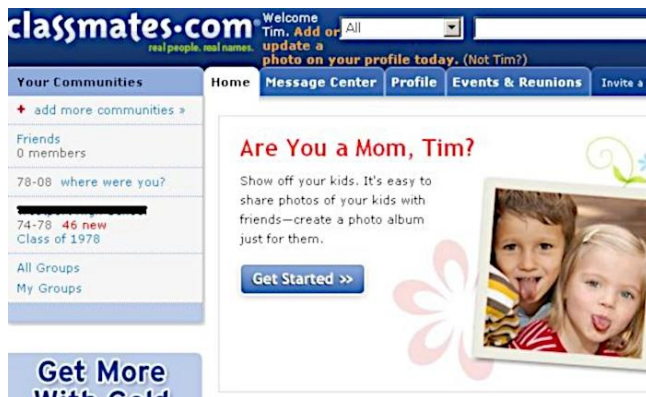 classmates.com
real people. real names.
Welcome
Tim. Add or
update a
photo on your profile today. (Not Tim?)
All
Your Communities
Home
Message Center
Profile
Events & Reunions
Invite a
+ add more communities »
Friends
0 members
78-08 where were you?
74-78 46 new
Class of 1978
All Groups
My Groups
Are You a Mom, Tim?
Show off your kids. It's easy to
share photos of your kids with
friends—create a photo album
just for them.
Get Started >>
Get More
With Gold